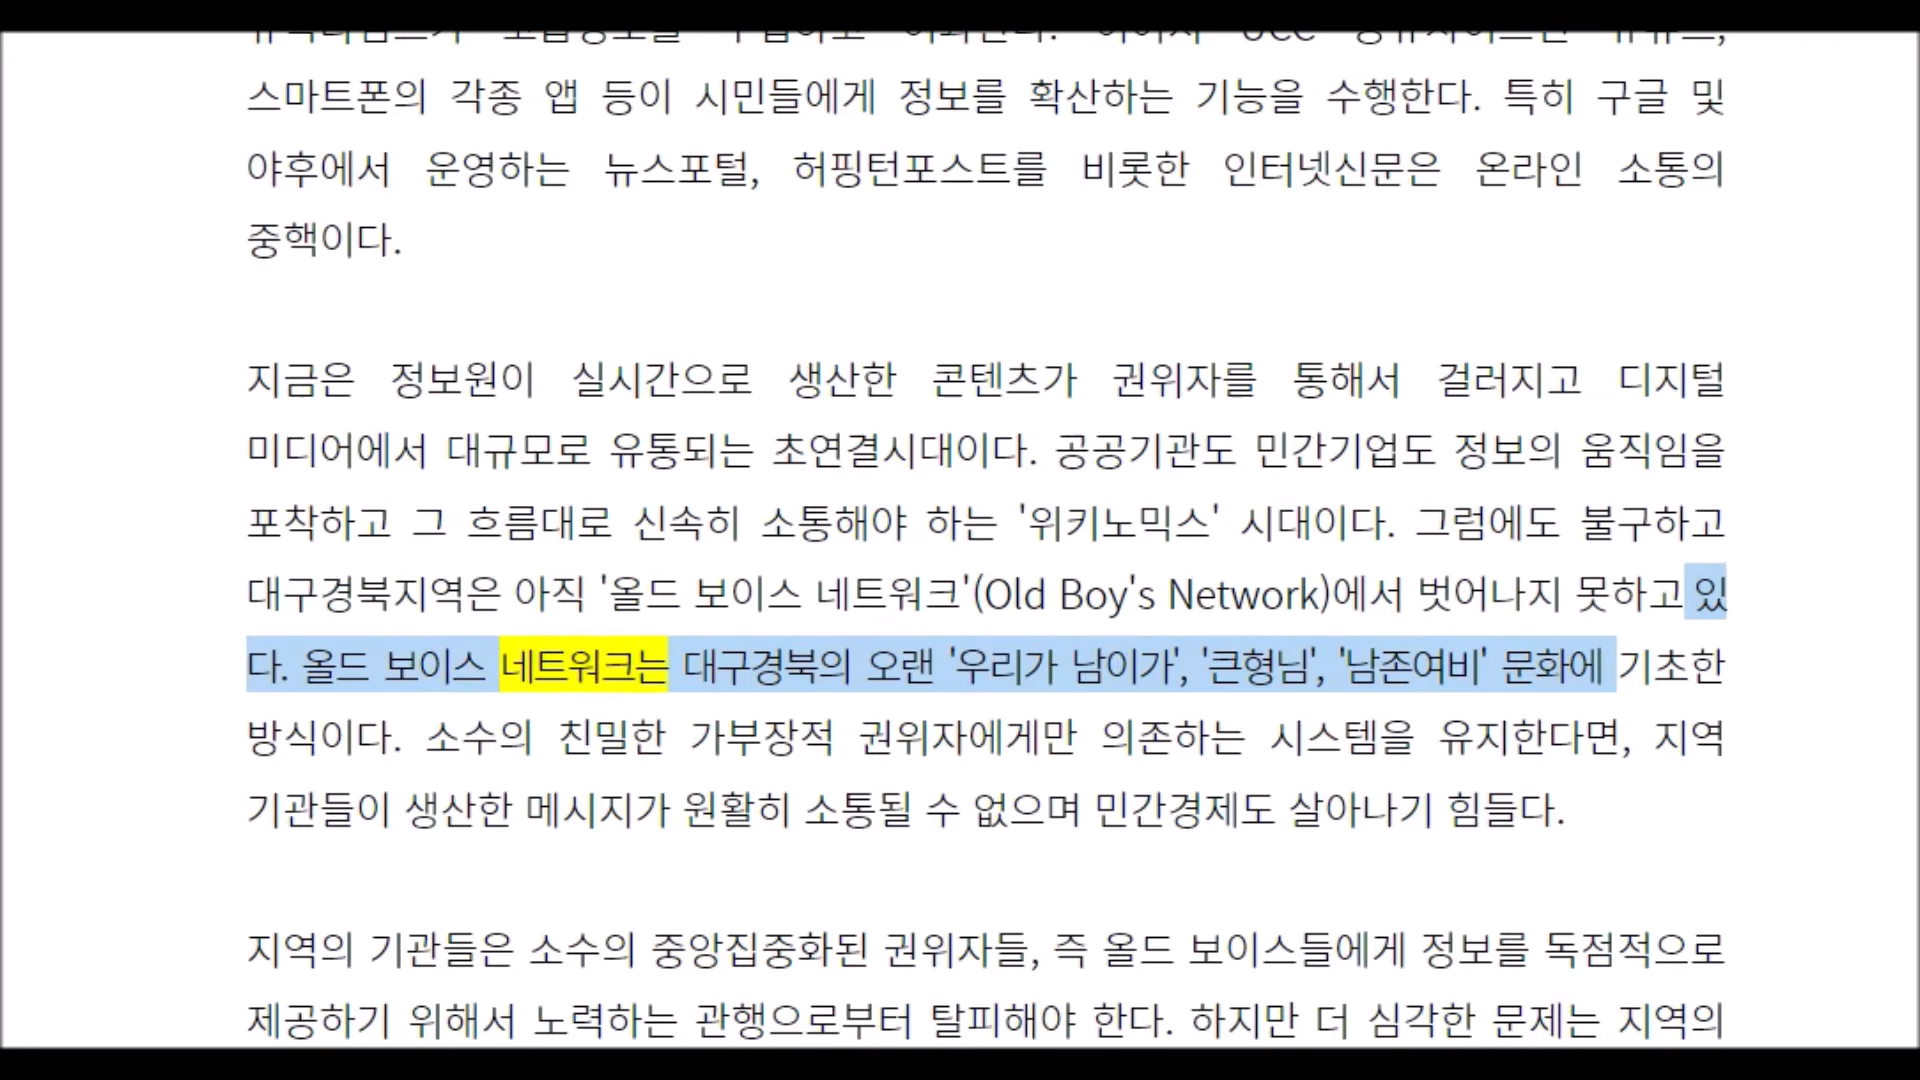 스마트폰의 각종 앱 등이 시민들에게 정보를 확산하는 기능을 수행한다. 특히 구글 및
야후에서 운영하는 뉴스포털, 허핑턴포스트를 비롯한 인터넷신문은 온라인 소통의
중핵이다.
지금은 정보원이 실시간으로 생산한 콘텐츠가 권위자를 통해서 걸러지고 디지털
미디어에서 대규모로 유통되는 초연결시대이다. 공공기관도 민간기업도 정보의 움직임을
포착하고 그 흐름대로 신속히 소통해야 하는 '위키노믹스' 시대이다. 그럼에도 불구하고
대구경북지역은 아직 '올드 보이스 네트워크'(Old Boy's Network)에서 벗어나지 못하고 있
다. 올드 보이스 네트워크는 대구경북의 오랜 '우리가 남이가', '큰형님', '남존여비' 문화에 기초한
방식이다. 소수의 친밀한 가부장적 권위자에게만 의존하는 시스템을 유지한다면, 지역
기관들이 생산한 메시지가 원활히 소통될 수 없으며 민간경제도 살아나기 힘들다.
지역의 기관들은 소수의 중앙집중화된 권위자들, 즉 올드 보이스들에게 정보를 독점적으로
제공하기 위해서 노력하는 관행으로부터 탈피해야 한다. 하지만 더 심각한 문제는 지역의